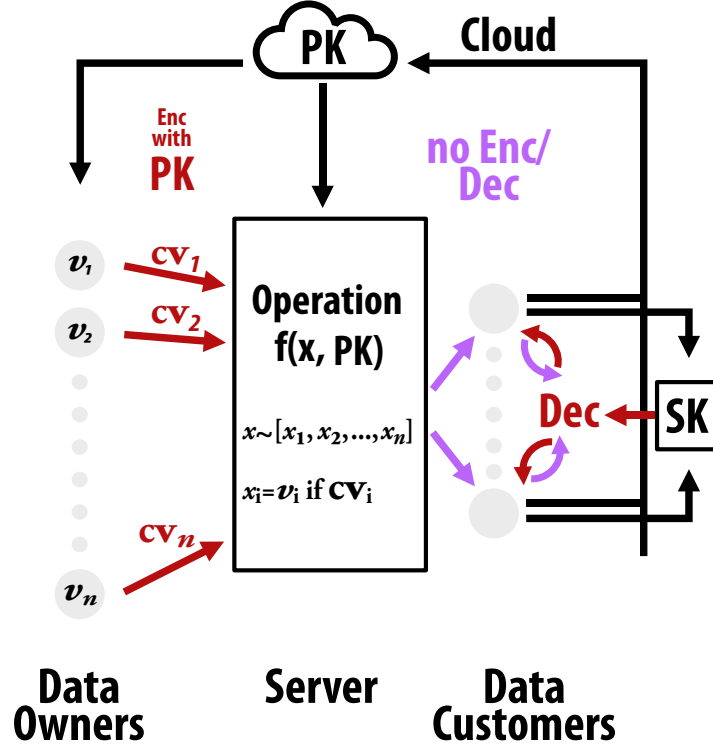 PK
Cloud
Enc
with
PK
no Enc/
Dec
v1
cv1
v2
cv2
Operation
f(x, PK)
x~[x1, x2,...,xn]
xi=vi if cvi
Dec
SK
cvn
vn
Data
Owners
Server
Data
Customers